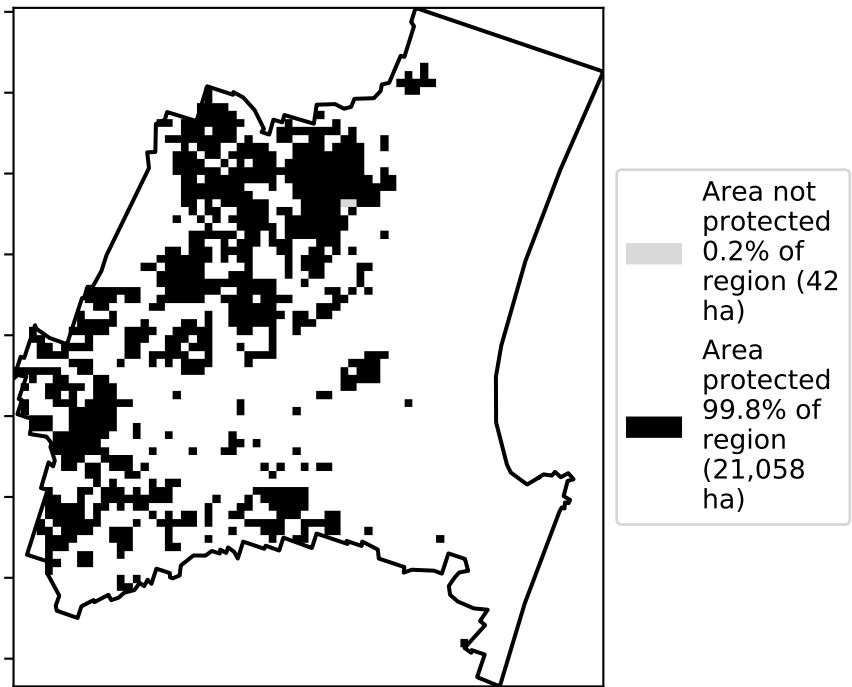 Area not
protected
0.2% of
region (42
ha)
Area
protected
99.8% of
region
(21,058
ha)